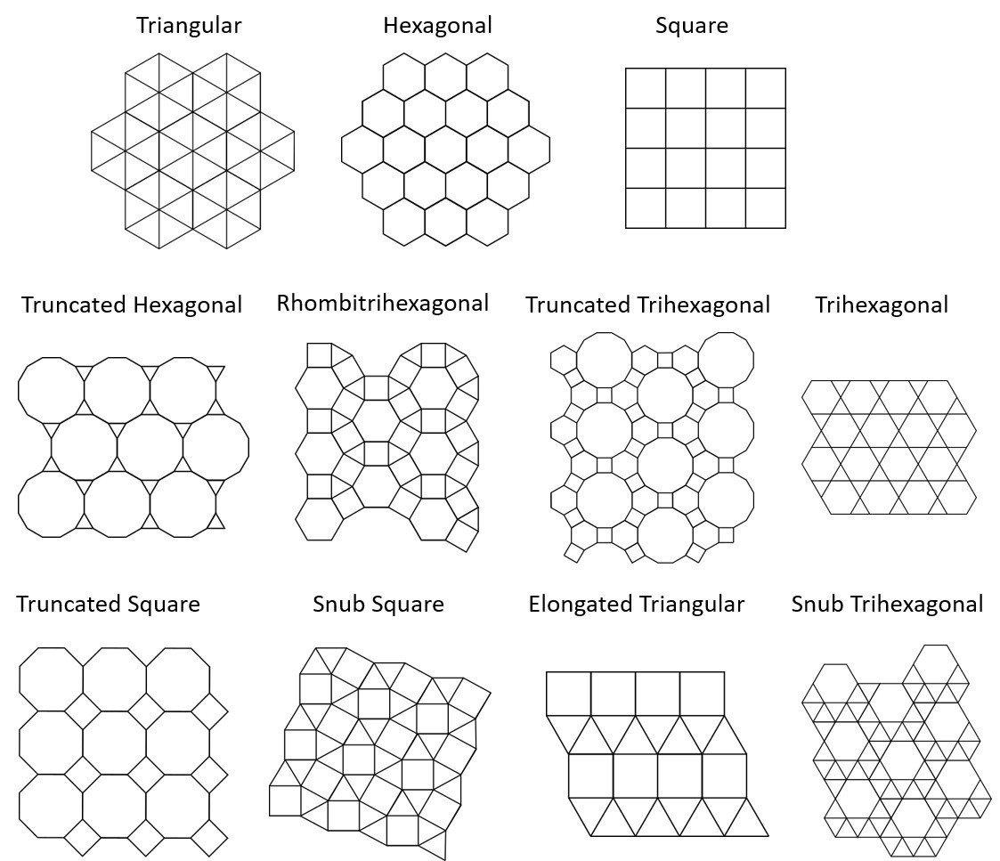 Triangular
Hexagonal
Square
Truncated Hexagonal
Rhombitrihexagonal
Truncated Trihexagonal
Trihexagonal
Truncated Square
Snub Square
Elongated Triangular
Snub Trihexagonal